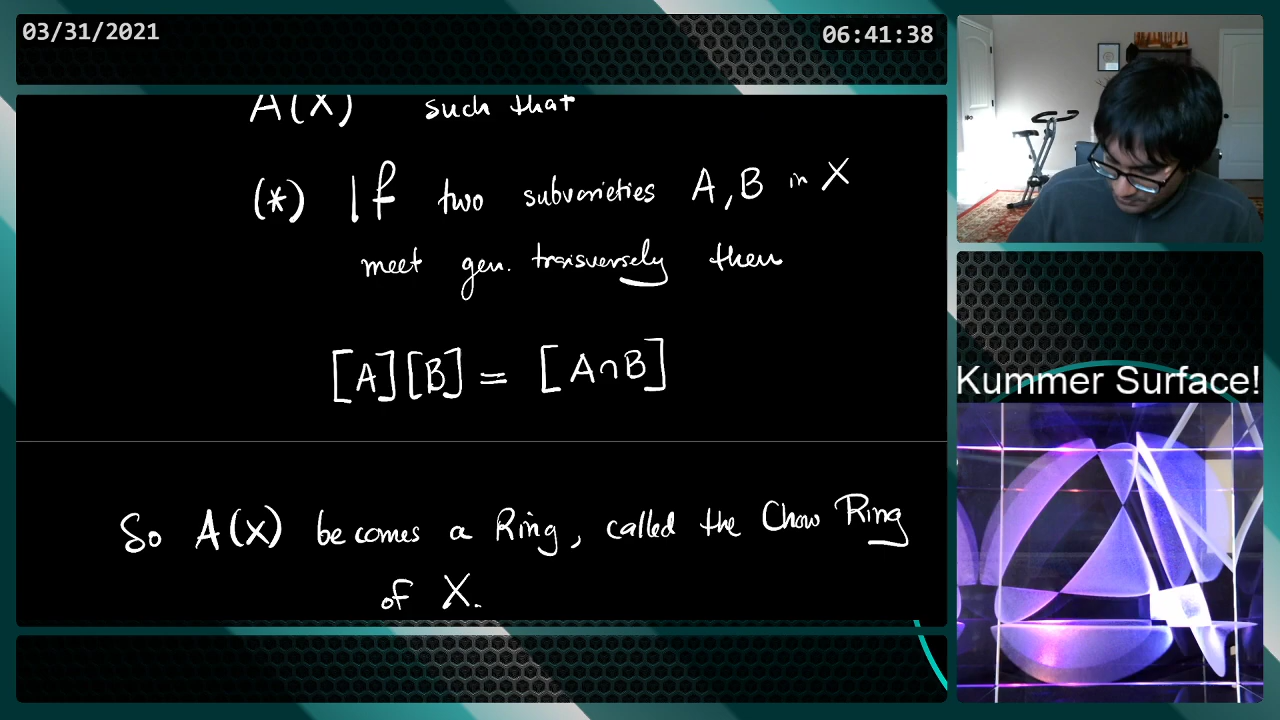 03/31/2021
06:41:38
A(X) such that
(*) If two subvarieties A, B in X
meet gen. transversely then
[A][B] = [A∩B]
So A(X) becomes a Ring, called the Chow Ring
of X.
Kummer Surface!